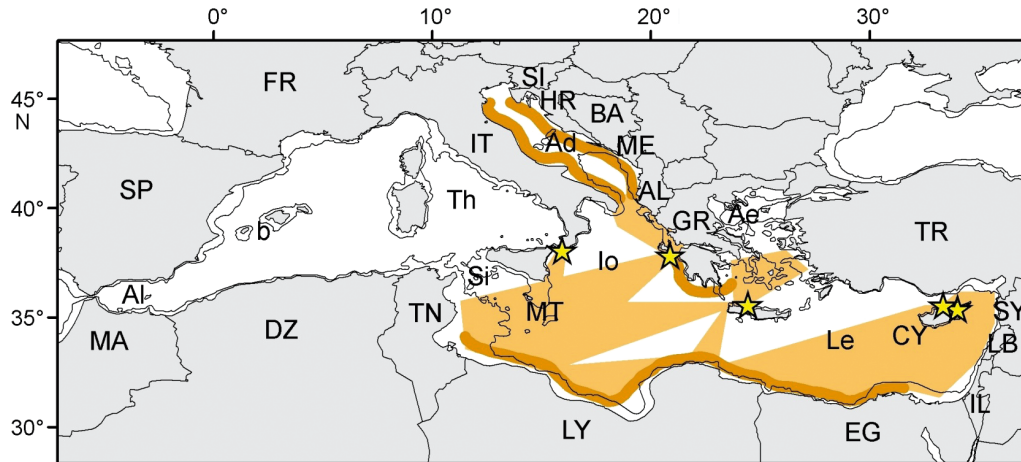 0° 10° 20° 30°
45°
N
40°
35°
30°
FR
SI
HR
BA
IT
Ad
ME
SP
Th
AL
b
GR
Ae
TR
Io
Si
Al
MT
TN
SY
MA
DZ
Le
CY
LB
IL
LY
EG